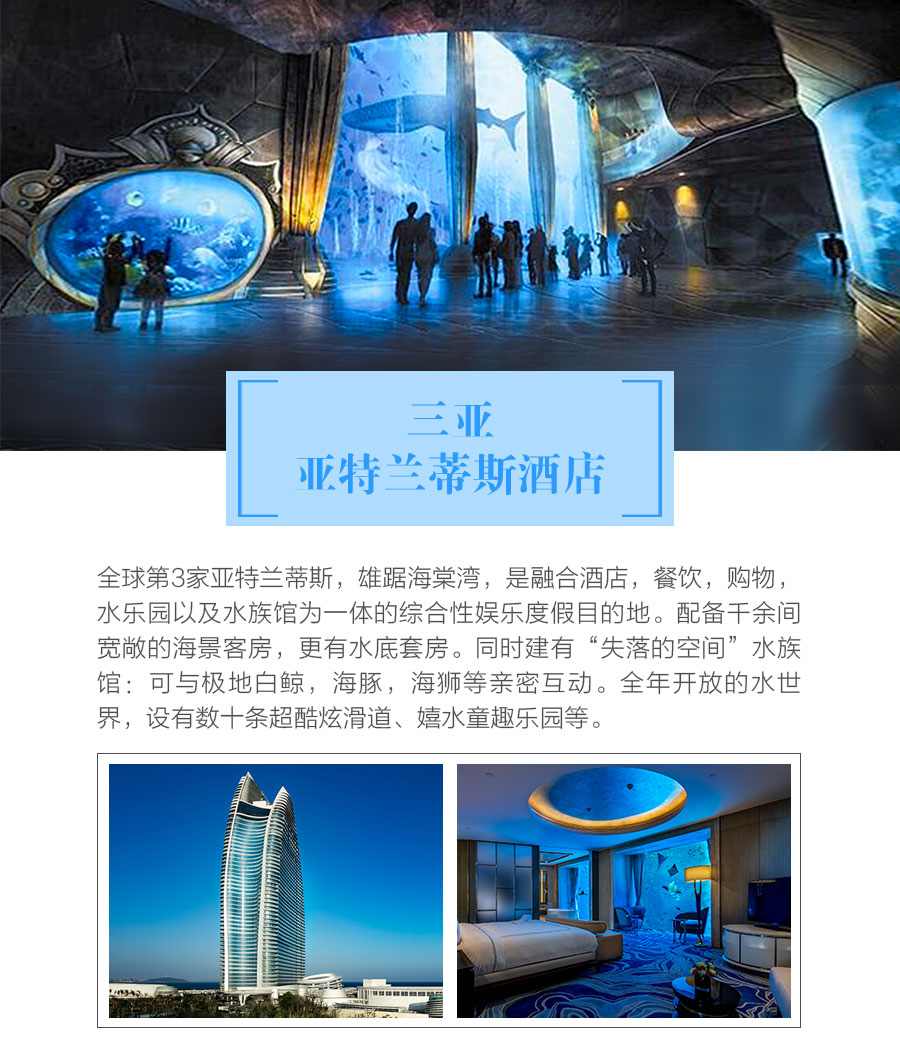 三亚
亚特兰蒂斯酒店
全球第3家亚特兰蒂斯，雄踞海棠湾，是融合酒店，餐饮，购物，
水乐园以及水族馆为一体的综合性娱乐度假目的地。配备千余间
宽敞的海景客房，更有水底套房。同时建有“失落的空间”水族
馆：可与极地白鲸，海豚，海狮等亲密互动。全年开放的水世
界，设有数十条超酷炫滑道、嬉水童趣乐园等。